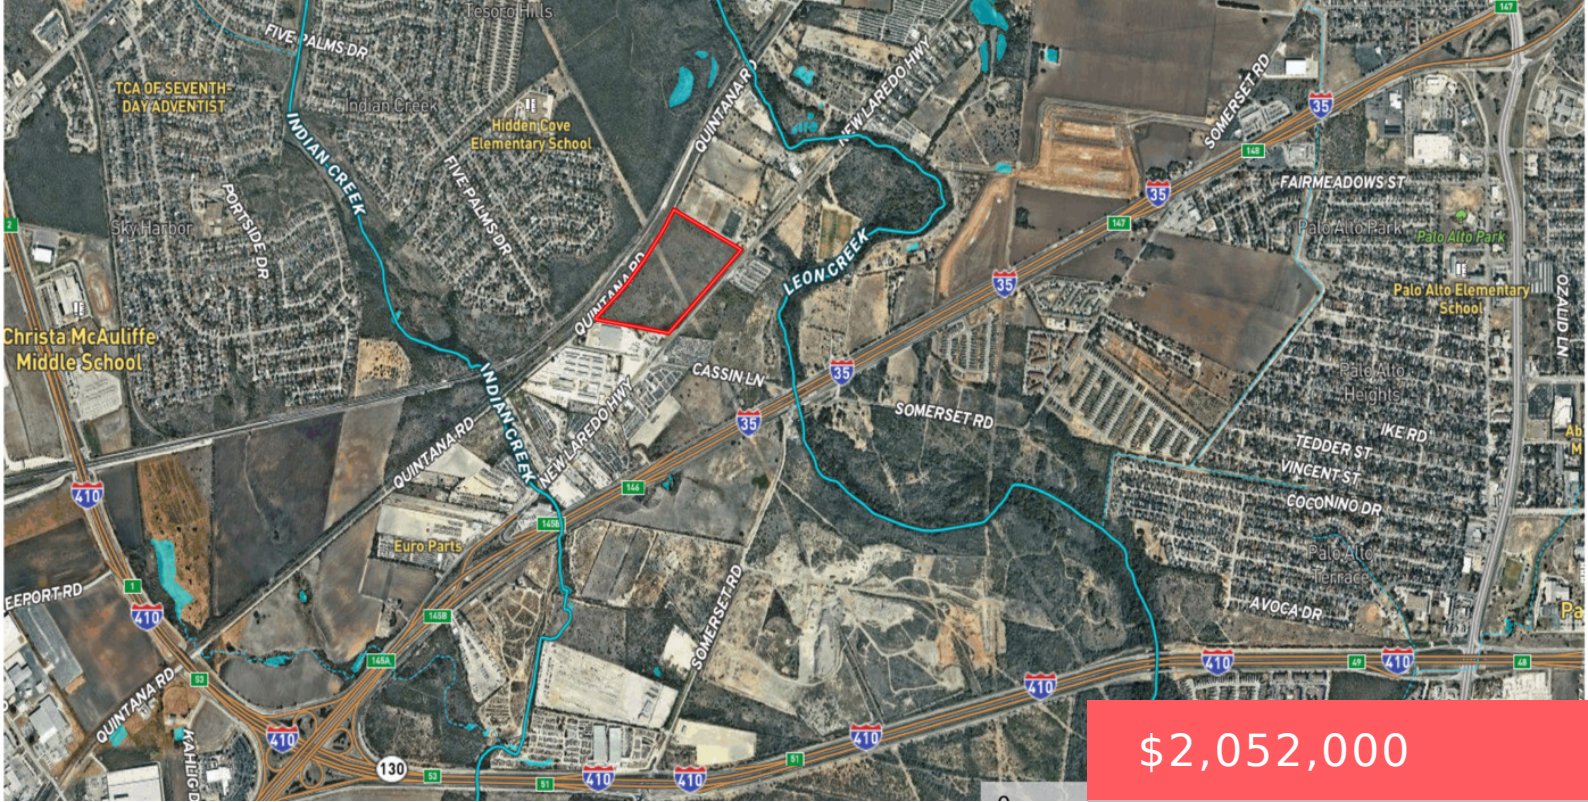 Tesoro Hills
147
FIVE PALMS DR
QUINTANA RD
NEW LAREDO HWY
SOMERSET RD
TCA OF SEVENTH-
DAY ADVENTIST
Indian Creek
35
Hidden Cove
Elementary School
INDIAN CREEK
148
FIVE PALMS DR
35
FAIRMEADOWS ST
PORTSIDE DR
2
Sky Harbor
147
Palo Alto Park
Palo Alto Park
LEON CREEK
QUINTANA RD
35
Palo Alto Elementary
School
OZALID LN
Christa McAuliffe
Middle School
CASSIN LN
35
Palo Alto
Heights
INDIAN CREEK
NEW LAREDO HWY
35
SOMERSET RD
QUINTANA RD
IKE RD
TEDDER ST
VINCENT ST
COCONINO DR
Ab
M
410
146
145B
Euro Parts
Palo Alto
Terrace
EEPORT RD
1
410
145B
SOMERSET RD
AVOCA DR
Pa
145A
410
49
410
48
53
410
QUINTANA RD
KAHLIG D
410
410
130
53
51
410
410
51
$2,052,000